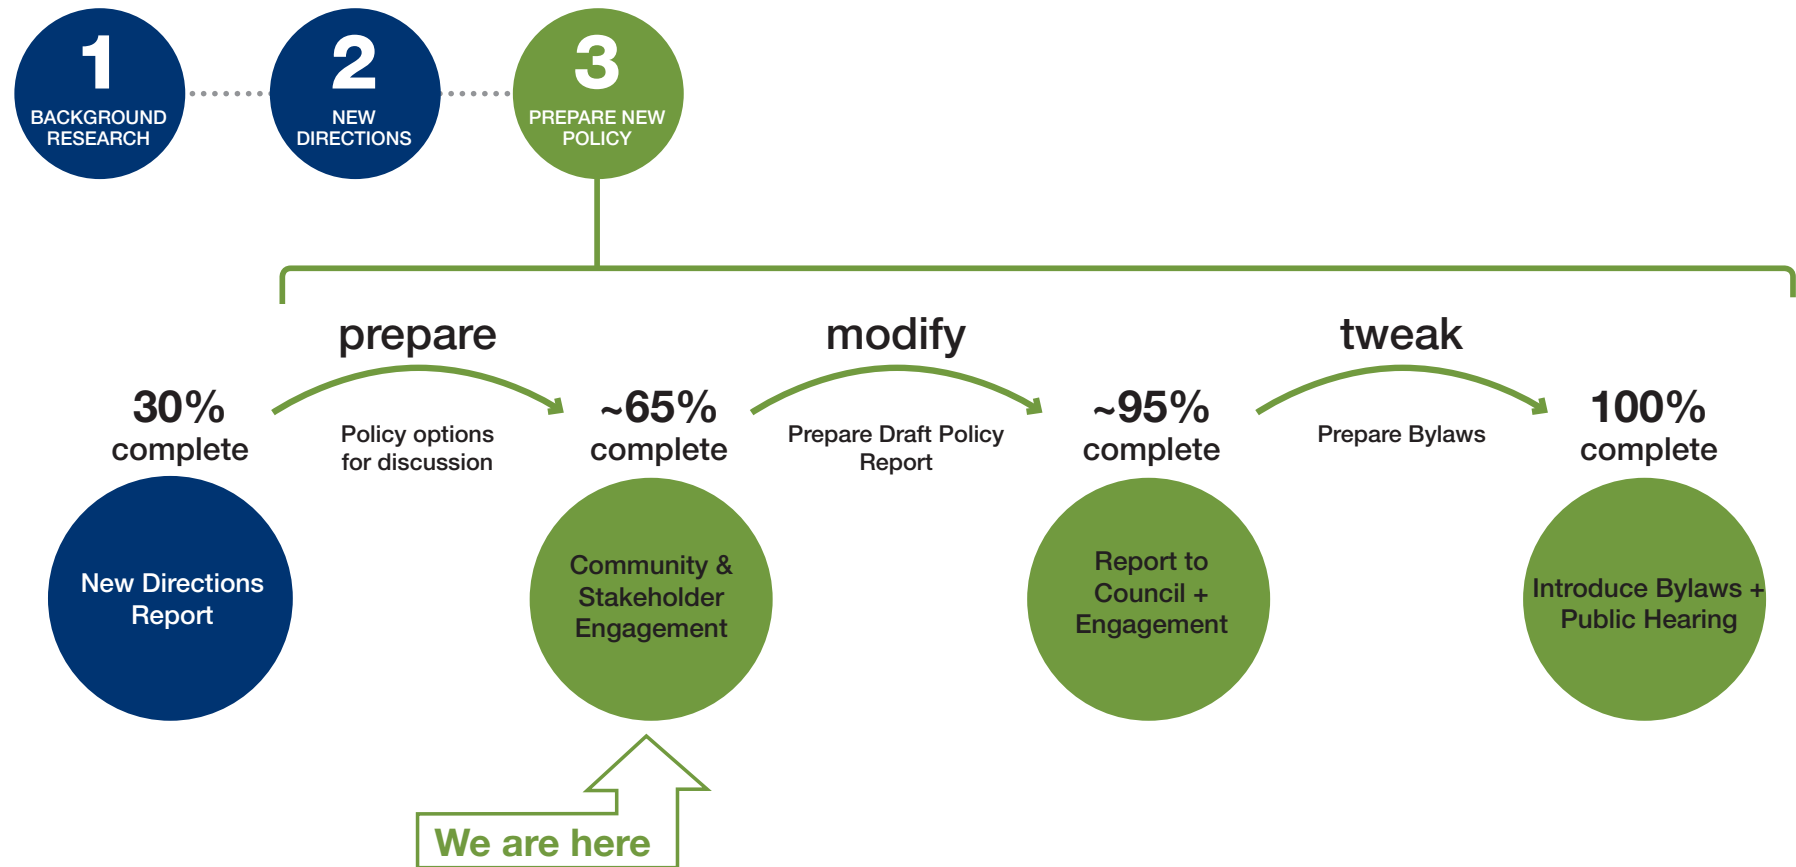 1
BACKGROUND
RESEARCH
2
NEW
DIRECTIONS
3
PREPARE NEW
POLICY
prepare
modify
tweak
30%
complete
Policy options
for discussion
~65%
complete
Prepare Draft Policy
Report
~95%
complete
Prepare Bylaws
100%
complete
New Directions
Report
Community &
Stakeholder
Engagement
Report to
Council +
Engagement
Introduce Bylaws +
Public Hearing
We are here